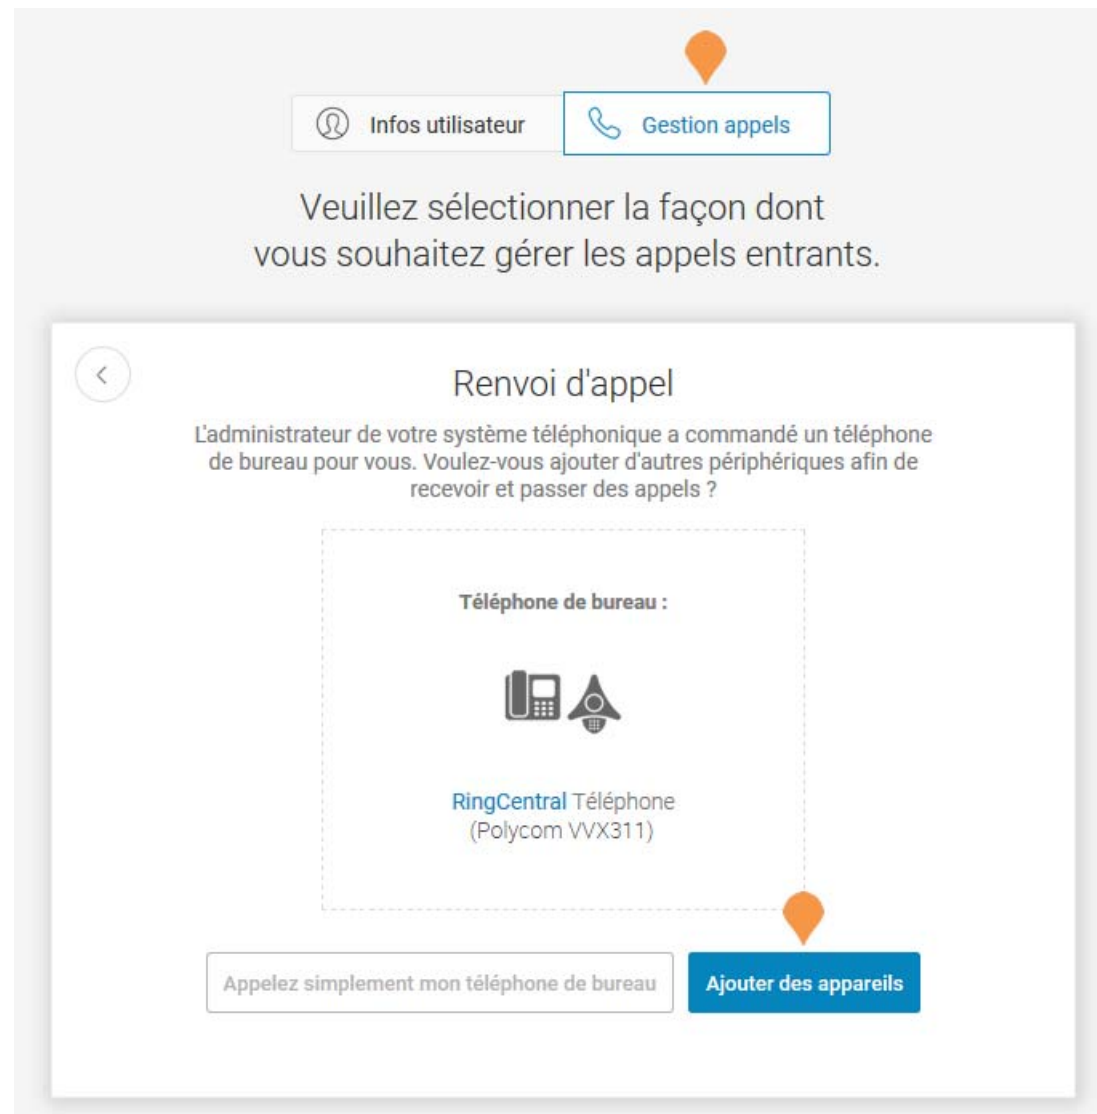 Infos utilisateur
Gestion appels
Veuillez sélectionner la façon dont
vous souhaitez gérer les appels entrants.
Renvoi d'appel
L'administrateur de votre système téléphonique a commandé un téléphone
de bureau pour vous. Voulez-vous ajouter d'autres périphériques afin de
recevoir et passer des appels ?
Téléphone de bureau :
RingCentral Téléphone
(Polycom VVX311)
Appelez simplement mon téléphone de bureau
Ajouter des appareils